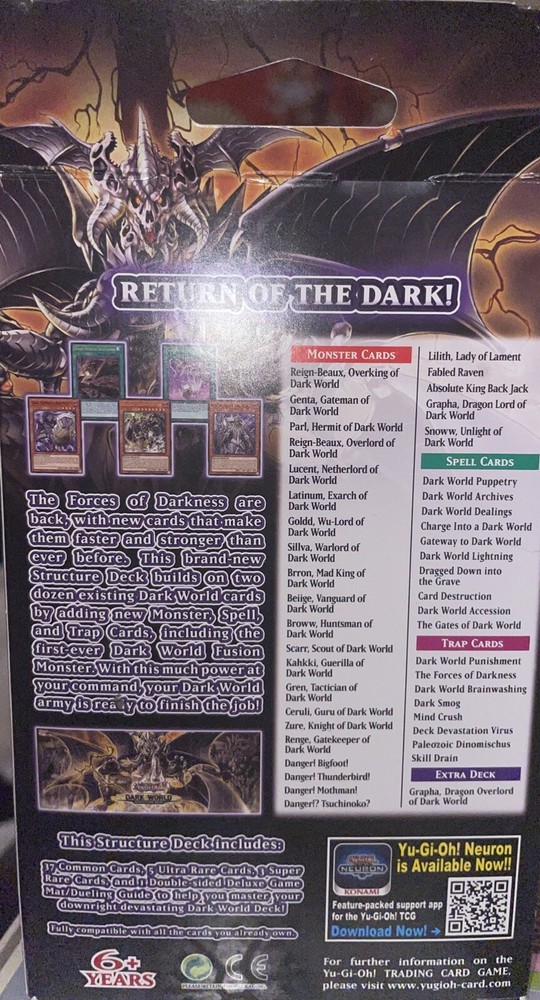 RETURN OF THE DARK!
The Forces of Darkness are
back, with new cards that make
them faster and stronger than
ever before. This brand-new
Structure Deck builds on two
dozen existing Dark World cards
by adding new Monster, Spell,
and Trap Cards, including the
first-ever Dark World Fusion
Monster. With this much power at
your command, your Dark World
army is ready to finish the job!
DARK WORLD
MONSTER CARDS
Reign-Beaux, Overking of
Dark World
Genta, Gateman of
Dark World
Parl, Hermit of Dark World
Reign-Beaux, Overlord of
Dark World
Lucent, Netherlord of
Dark World
Latinum, Exarch of
Dark World
Goldd, Wu-Lord of
Dark World
Sillva, Warlord of
Dark World
Brron, Mad King of
Dark World
Beiige, Vanguard of
Dark World
Broww, Huntsman of
Dark World
Scarr, Scout of Dark World
Kahkki, Guerilla of
Dark World
Gren, Tactician of
Dark World
Ceruli, Guru of Dark World
Zure, Knight of Dark World
Renge, Gatekeeper of
Dark World
Danger! Bigfoot!
Danger! Thunderbird!
Danger! Mothman!
Danger!? Tsuchinoko?
Lilith, Lady of Lament
Fabled Raven
Absolute King Back Jack
Grapha, Dragon Lord of
Dark World
Snoww, Unlight of
Dark World
SPELL CARDS
Dark World Puppetry
Dark World Archives
Dark World Dealings
Charge Into a Dark World
Gateway to Dark World
Dark World Lightning
Dragged Down into
the Grave
Card Destruction
Dark World Accession
The Gates of Dark World
TRAP CARDS
Dark World Punishment
The Forces of Darkness
Dark World Brainwashing
Dark Smog
Mind Crush
Deck Devastation Virus
Paleozoic Dinomischus
Skill Drain
EXTRA DECK
Grapha, Dragon Overlord
of Dark World
This Structure Deck includes:
37 Common Cards, 5 Ultra Rare Cards, 3 Super
Rare Cards, and 1 Double-sided Deluxe Game
Mat/Dueling Guide to help you master your
downright devastating Dark World Deck!
Fully compatible with all the cards you already own.
6+
YEARS
CE
NEURON
KONAMI
Yu-Gi-Oh! Neuron
is Available Now!!
Feature-packed support app
for the Yu-Gi-Oh! TCG
Download Now! →
For further information on the
Yu-Gi-Oh! TRADING CARD GAME,
please visit www.yugioh-card.com